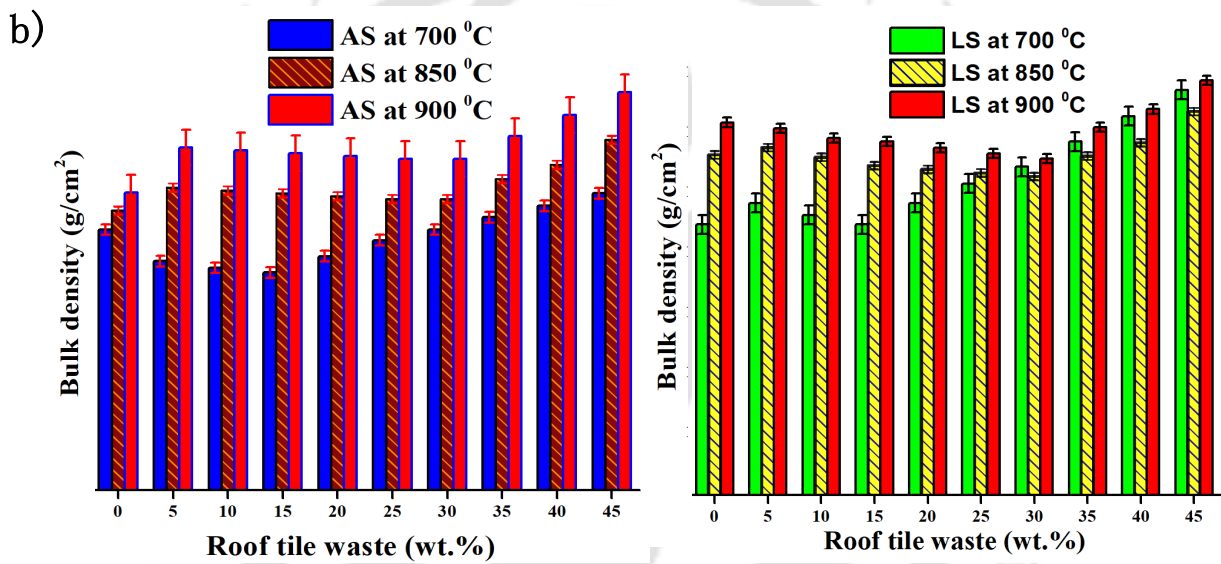 b)
AS at 700 ⁰C
AS at 850 ⁰C
AS at 900 ⁰C
Bulk density (g/cm²)
0 5 10 15 20 25 30 35 40 45
Roof tile waste (wt.%)
LS at 700 ⁰C
LS at 850 ⁰C
LS at 900 ⁰C
Bulk density (g/cm²)
0 5 10 15 20 25 30 35 40 45
Roof tile waste (wt.%)